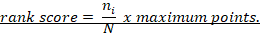 rank score = nᵢ/N x maximum points.